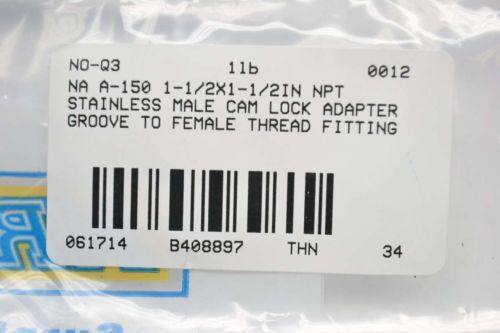 NO-Q3 1lb 0012
NA A-150 1-1/2X1-1/2IN NPT
STAINLESS MALE CAM LOCK ADAPTER
GROOVE TO FEMALE THREAD FITTING
061714 B408897 THN 34